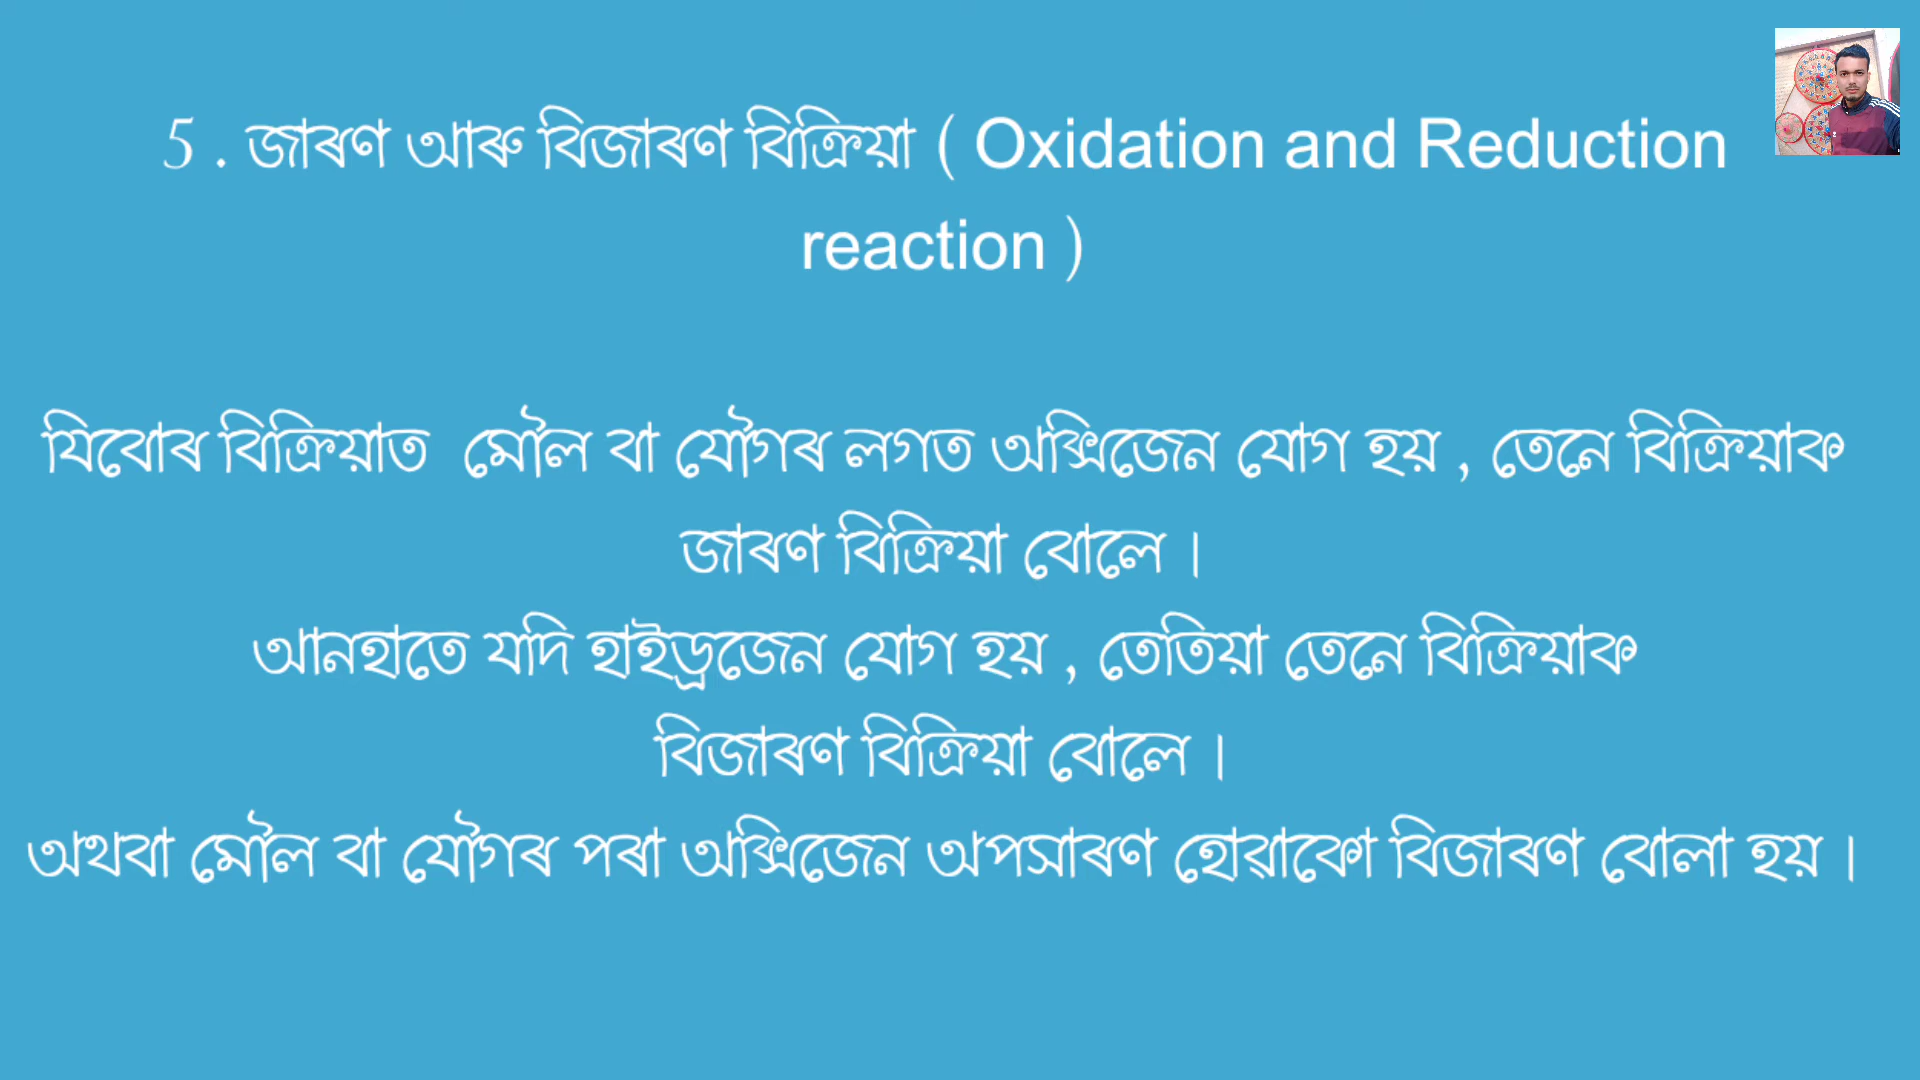 5 . জাৰণ আৰু বিজাৰণ বিক্ৰিয়া ( Oxidation and Reduction
reaction )
যিবোৰ বিক্ৰিয়াত মৌল বা যৌগৰ লগত অক্সিজেন যোগ হয় , তেনে বিক্ৰিয়াক
জাৰণ বিক্ৰিয়া বোলে ।
আনহাতে যদি হাইড্ৰজেন যোগ হয় , তেতিয়া তেনে বিক্ৰিয়াক
বিজাৰণ বিক্ৰিয়া বোলে ।
অথবা মৌল বা যৌগৰ পৰা অক্সিজেন অপসাৰণ হোৱাকো বিজাৰণ বোলা হয় ।